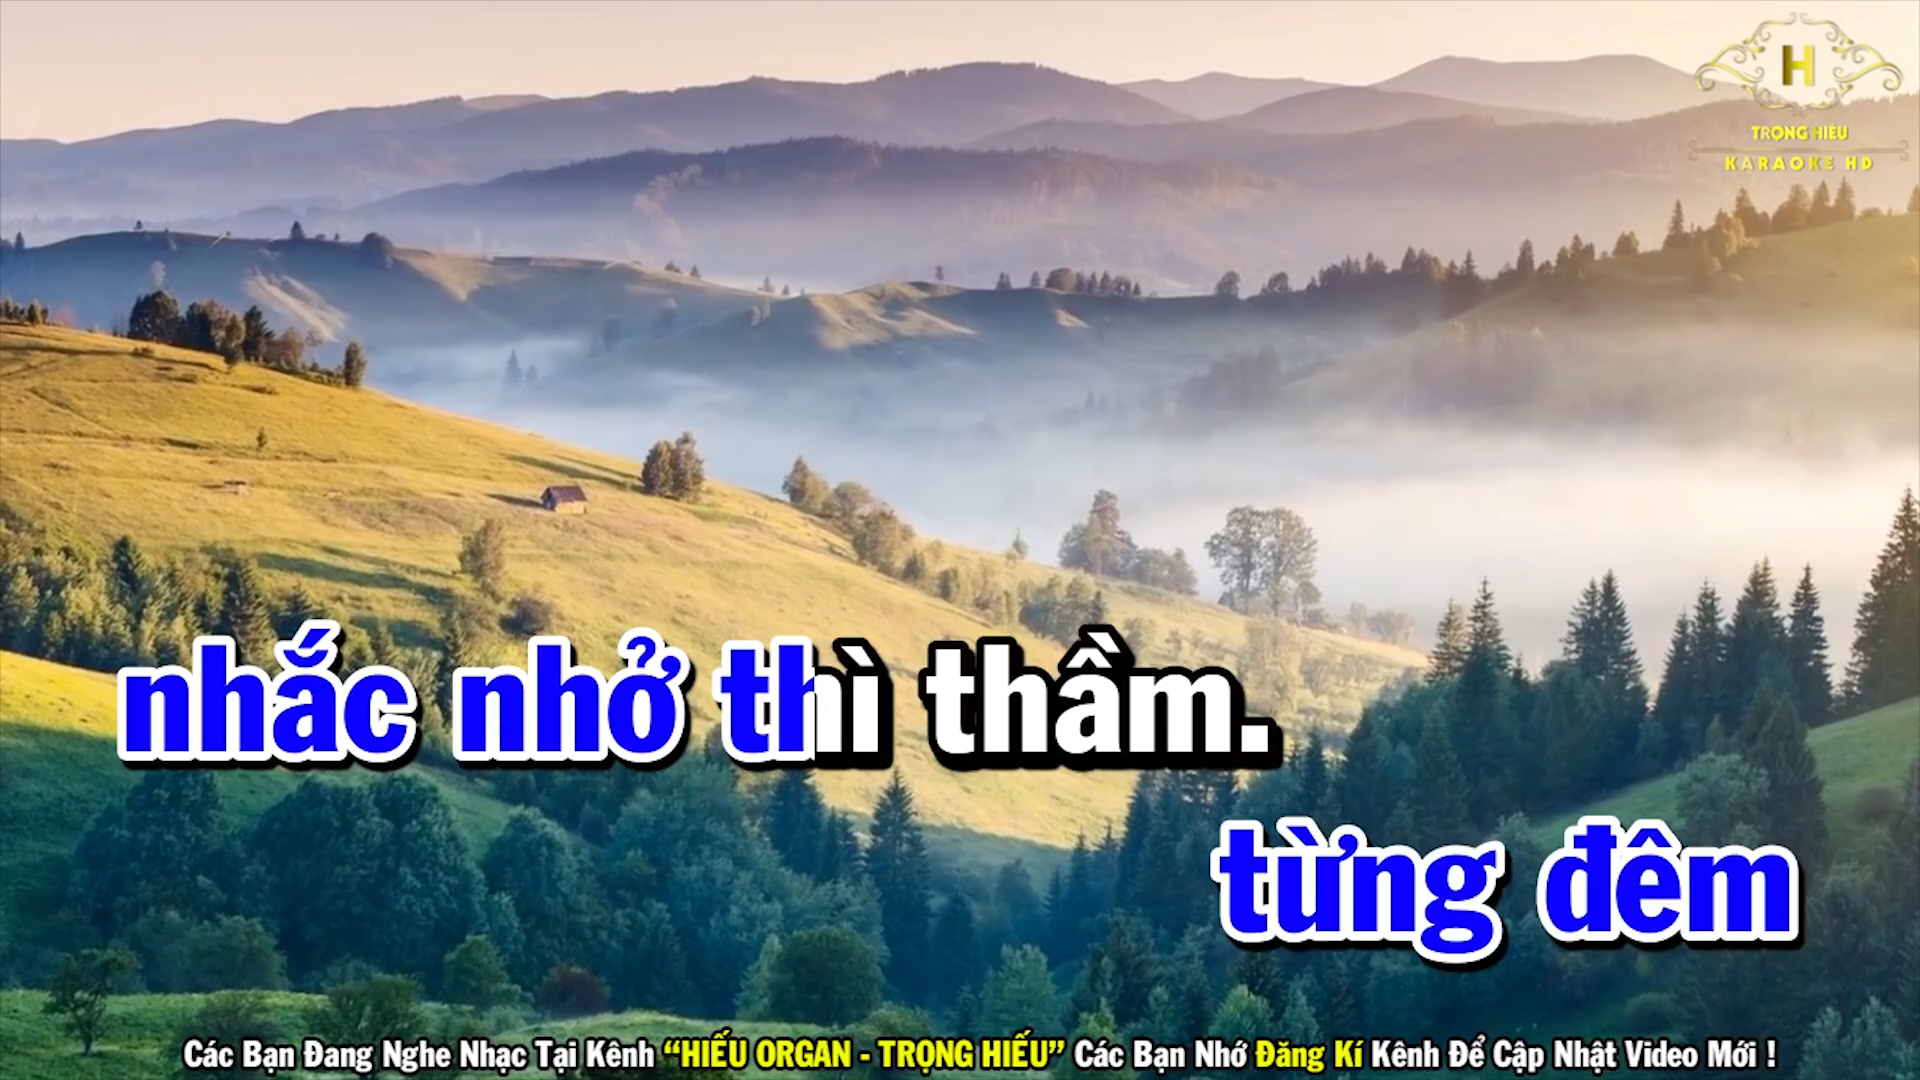 H
TRỌNG HIẾU
KARAOKE HD
nhắc nhở thì thầm.
từng đêm
Các Bạn Đang Nghe Nhạc Tại Kênh “HIẾU ORGAN - TRỌNG HIẾU” Các Bạn Nhớ Đăng Kí Kênh Để Cập Nhật Video Mới !